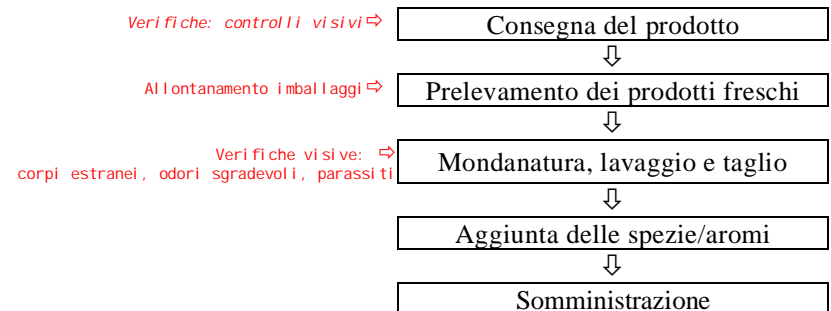 Verifiche: controlli visivi⇨ Consegna del prodotto
⇩
Allontanamento imballaggi⇨ Prelevamento dei prodotti freschi
⇩
Verifiche visive: ⇨
corpi estranei, odori sgradevoli, parassiti
Mondanatura, lavaggio e taglio
⇩
Aggiunta delle spezie/aromi
⇩
Somministrazione